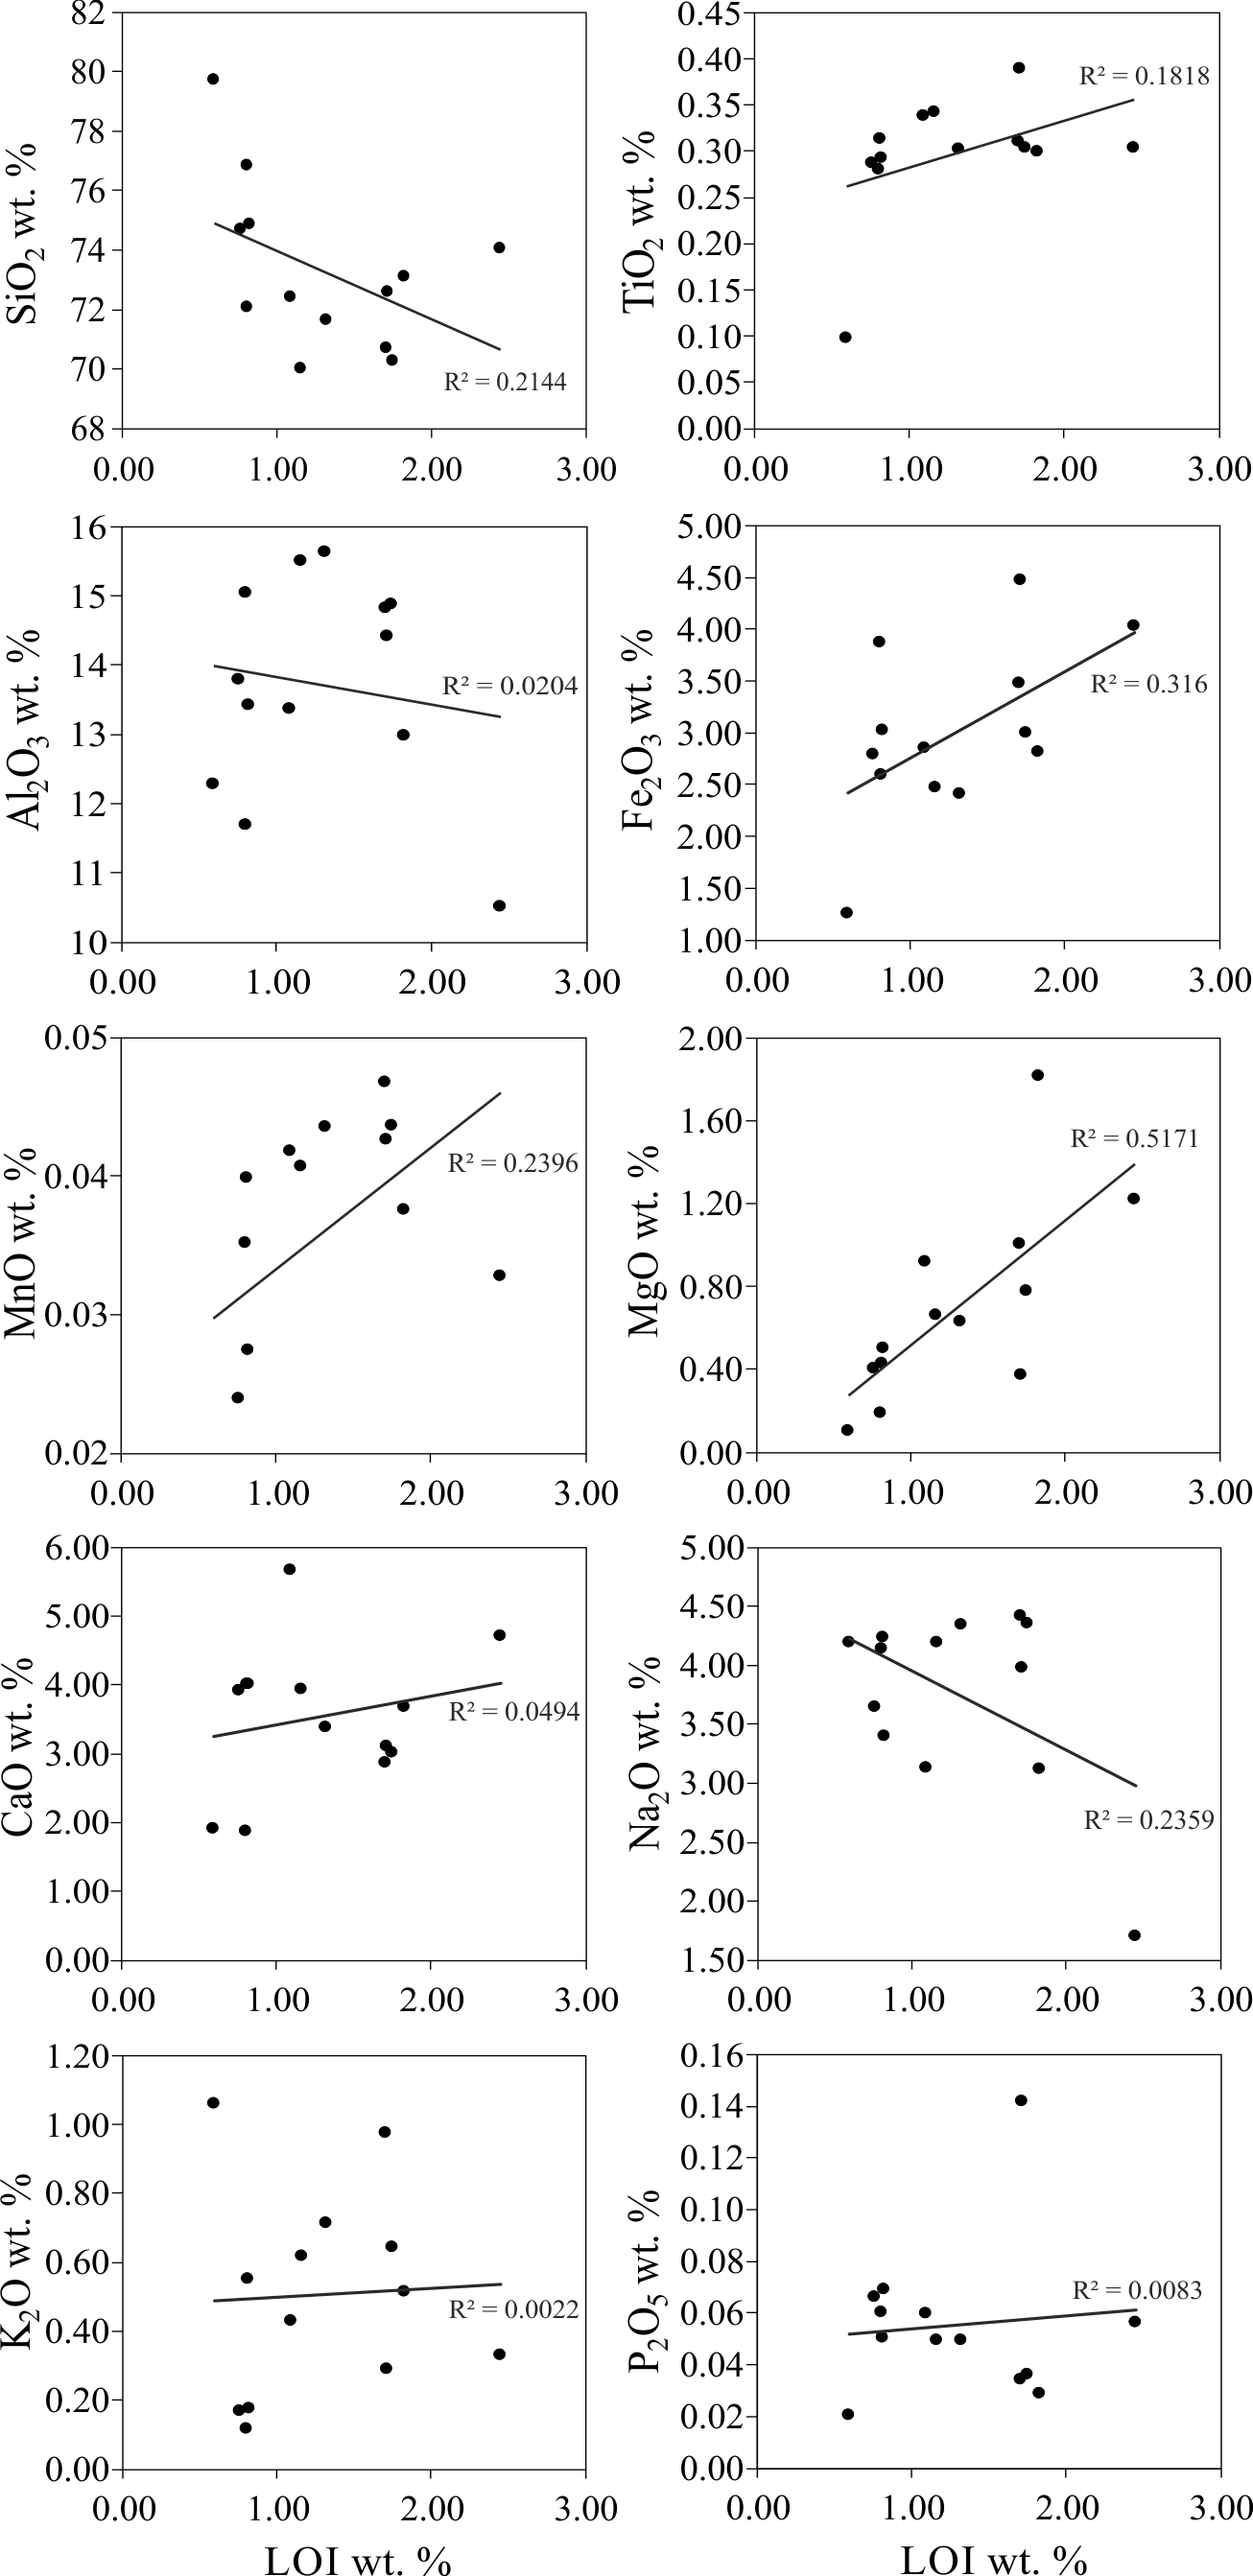 SiO2 wt. %
82
80
78
76
74
72
70
68
R² = 0.2144
0.00 1.00 2.00 3.00
TiO2 wt. %
0.45
0.40
0.35
0.30
0.25
0.20
0.15
0.10
0.05
0.00
R² = 0.1818
0.00 1.00 2.00 3.00
Al2O3 wt. %
16
15
14
13
12
11
10
R² = 0.0204
0.00 1.00 2.00 3.00
Fe2O3 wt. %
5.00
4.50
4.00
3.50
3.00
2.50
2.00
1.50
1.00
R² = 0.316
0.00 1.00 2.00 3.00
MnO wt. %
0.05
0.04
0.03
0.02
R² = 0.2396
0.00 1.00 2.00 3.00
MgO wt. %
2.00
1.60
1.20
0.80
0.40
0.00
R² = 0.5171
0.00 1.00 2.00 3.00
CaO wt. %
6.00
5.00
4.00
3.00
2.00
1.00
0.00
R² = 0.0494
0.00 1.00 2.00 3.00
Na2O wt. %
5.00
4.50
4.00
3.50
3.00
2.50
2.00
1.50
R² = 0.2359
0.00 1.00 2.00 3.00
K2O wt. %
1.20
1.00
0.80
0.60
0.40
0.20
0.00
R² = 0.0022
0.00 1.00 2.00 3.00
LOI wt. %
P2O5 wt. %
0.16
0.14
0.12
0.10
0.08
0.06
0.04
0.02
0.00
R² = 0.0083
0.00 1.00 2.00 3.00
LOI wt. %